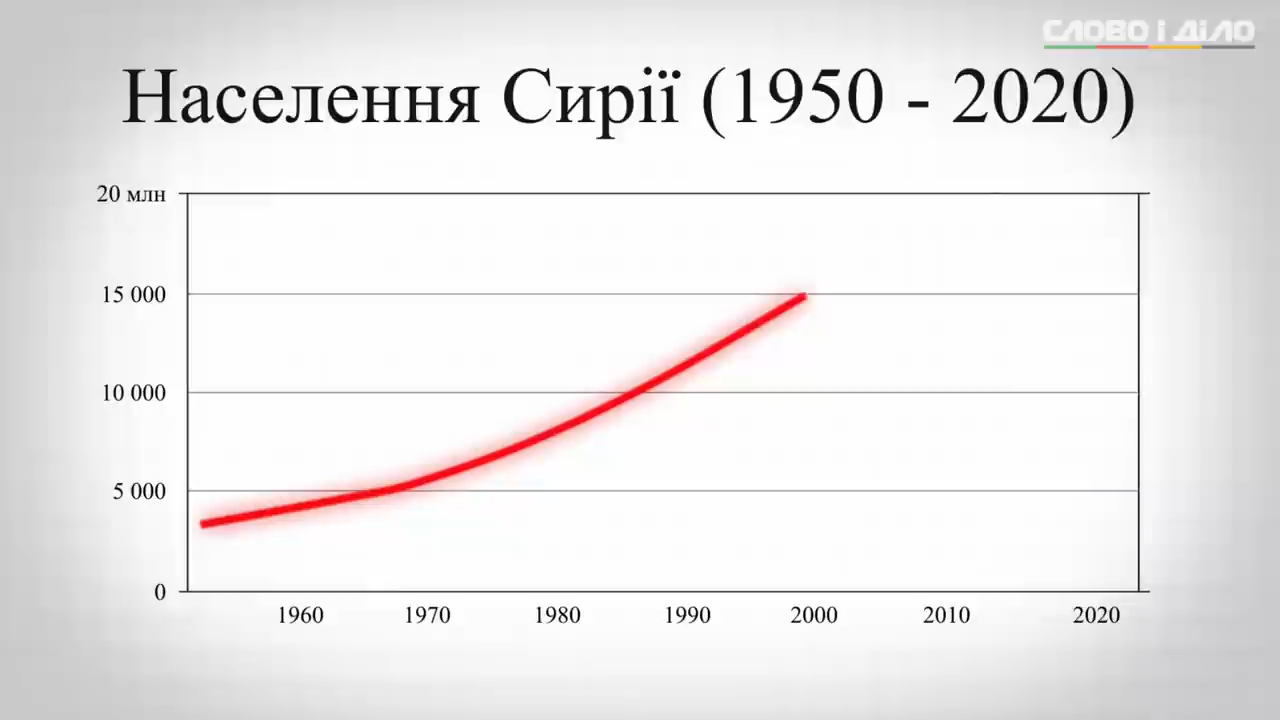 СЛОВО І ДІЛО
Населення Сирії (1950 - 2020)
20 млн
15 000
10 000
5 000
0
1960 1970 1980 1990 2000 2010 2020